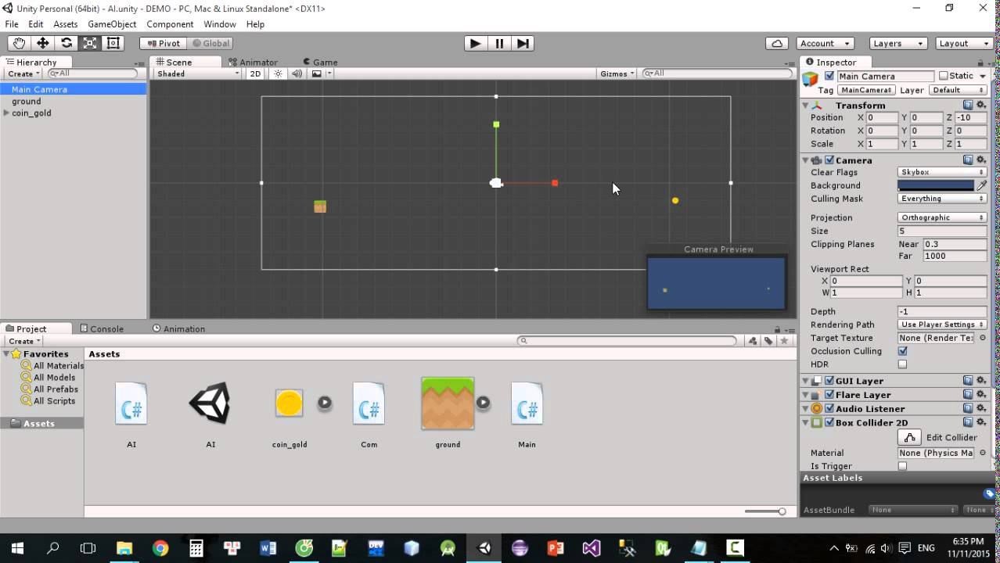 Unity Personal (64bit) - AI.unity - DEMO - PC, Mac & Linux Standalone* <DX11>
File Edit Assets GameObject Component Window Help
Pivot Global Account Layers Layout
Hierarchy
Create All
Main Camera
ground
coin_gold
Scene Animator Game
Shaded 2D Gizmos All
Camera Preview
Inspector
Main Camera Static
Tag MainCamera Layer Default
Transform
Position X 0 Y 0 Z -10
Rotation X 0 Y 0 Z 0
Scale X 1 Y 1 Z 1
Camera
Clear Flags Skybox
Background
Culling Mask Everything
Projection Orthographic
Size 5
Clipping Planes Near 0.3
Far 1000
Viewport Rect
X 0 Y 0
W 1 H 1
Depth -1
Rendering Path Use Player Settings
Target Texture None (Render Te
Occlusion Culling
HDR
GUI Layer
Flare Layer
Audio Listener
Box Collider 2D
Edit Collider
Material None (Physics Ma
Is Trigger
Asset Labels
AssetBundle None None
Project Console Animation
Create
Favorites
All Materials
All Models
All Prefabs
All Scripts
Assets
Assets
C# C# C#
AI AI coin_gold Com ground Main
DEV
ENG
6:35 PM
11/11/2015